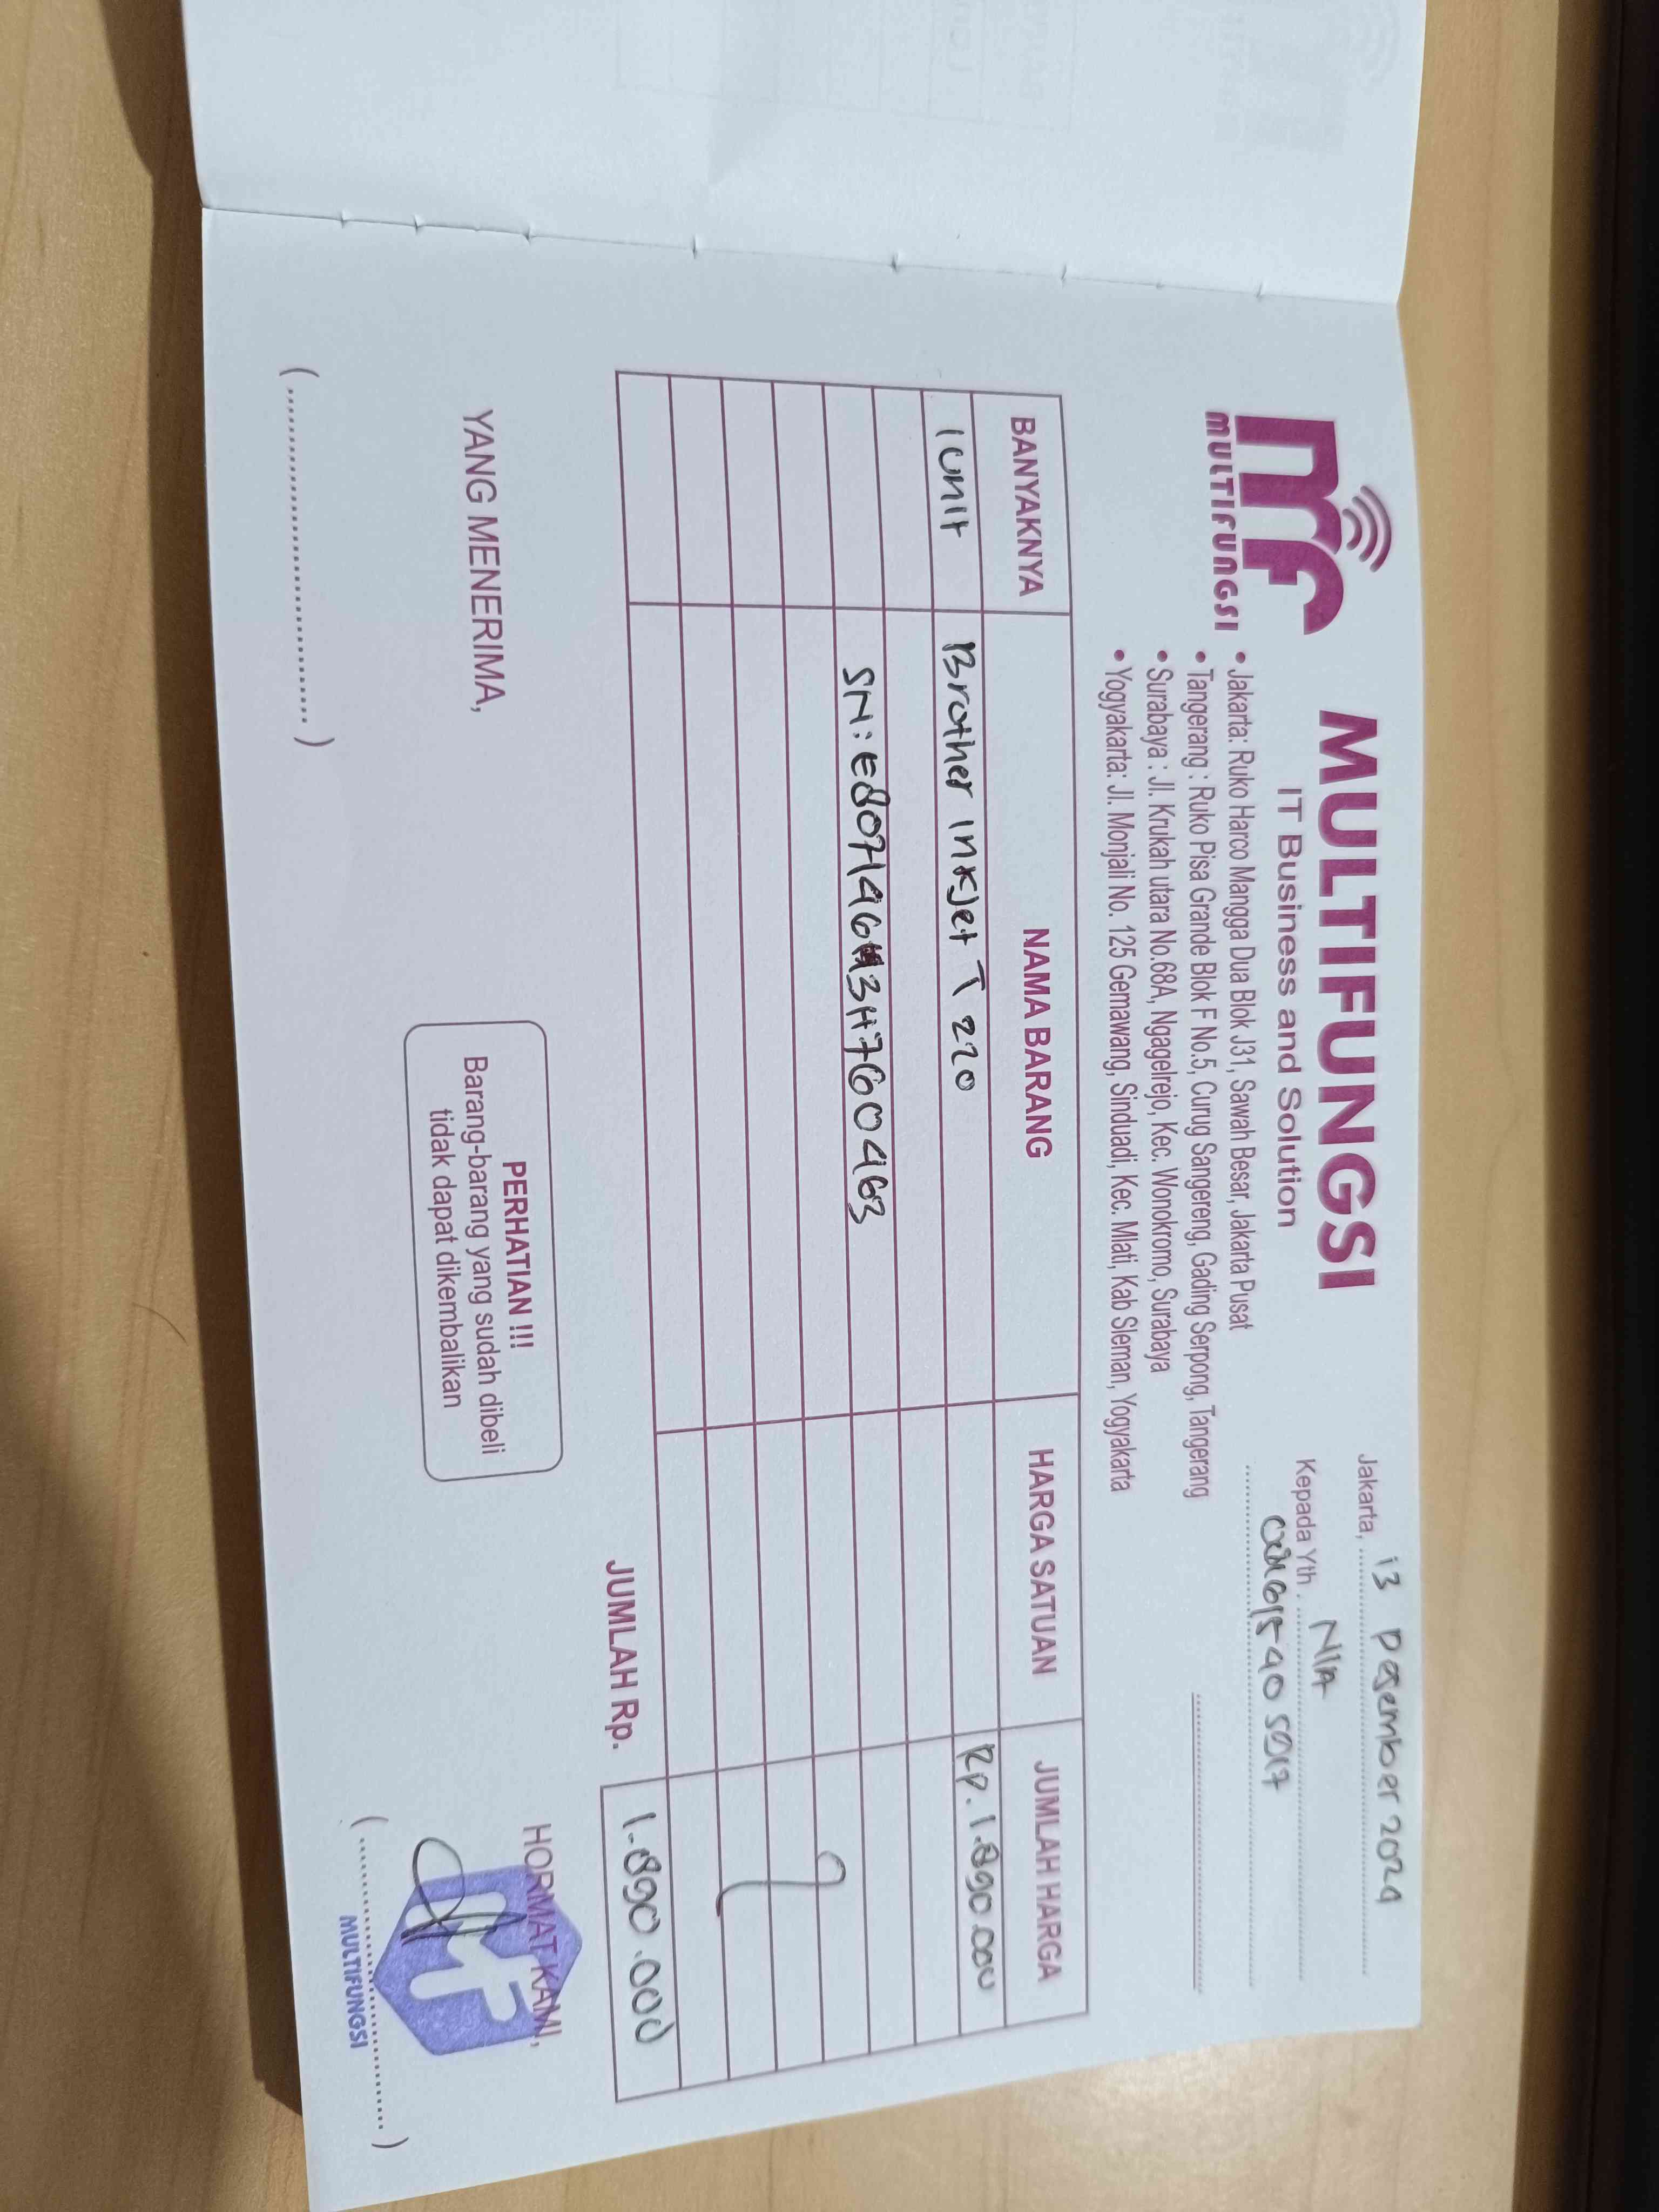 mf
MULTIFUNGSI
MULTIFUNGSI
IT Business and Solution
• Jakarta: Ruko Harco Mangga Dua Blok J31, Sawah Besar, Jakarta Pusat
• Tangerang : Ruko Pisa Grande Blok F No.5, Curug Sangereng, Gading Serpong, Tangerang
• Surabaya : Jl. Krukah utara No.68A, Ngagelrejo, Kec. Wonokromo, Surabaya
• Yogyakarta: Jl. Monjali No. 125 Gemawang, Sinduadi, Kec. Mlati, Kab Sleman, Yogyakarta
Jakarta, 13 Desember 2024
Kepada Yth. NIA
BANYAKNYA NAMA BARANG HARGA SATUAN JUMLAH HARGA
1 unit Brother InkJet T 220 Rp. 1.890.000
SN:
JUMLAH Rp. 1.890.000
YANG MENERIMA,
PERHATIAN !!!
Barang-barang yang sudah dibeli
tidak dapat dikembalikan
HORMAT KAMI,
MULTIFUNGSI